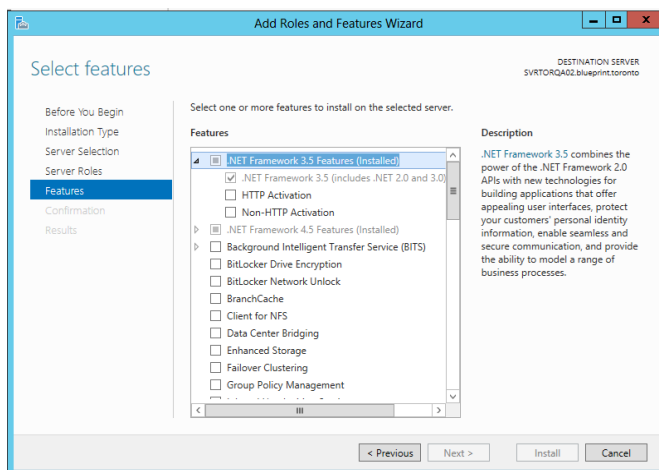 Add Roles and Features Wizard
Select features
DESTINATION SERVER
SVRTORQA02.blueprint.toronto
Before You Begin
Installation Type
Server Selection
Server Roles
Features
Confirmation
Results
Select one or more features to install on the selected server.
Features
.NET Framework 3.5 Features (Installed)
.NET Framework 3.5 (includes .NET 2.0 and 3.0)
HTTP Activation
Non-HTTP Activation
.NET Framework 4.5 Features (Installed)
Background Intelligent Transfer Service (BITS)
BitLocker Drive Encryption
BitLocker Network Unlock
BranchCache
Client for NFS
Data Center Bridging
Enhanced Storage
Failover Clustering
Group Policy Management
Description
.NET Framework 3.5 combines the
power of the .NET Framework 2.0
APIs with new technologies for
building applications that offer
appealing user interfaces, protect
your customers' personal identity
information, enable seamless and
secure communication, and provide
the ability to model a range of
business processes.
< Previous
Next >
Install
Cancel